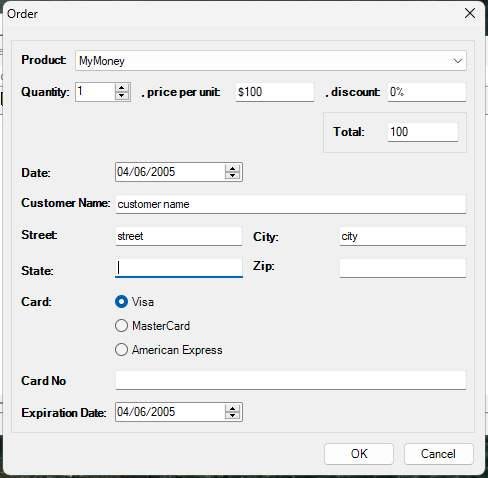 Order
Product: MyMoney
Quantity: 1 , price per unit: $100 , discount: 0%
Total: 100
Date: 04/06/2005
Customer Name: customer name
Street: street City: city
State: Zip:
Card: Visa
MasterCard
American Express
Card No
Expiration Date: 04/06/2005
OK Cancel